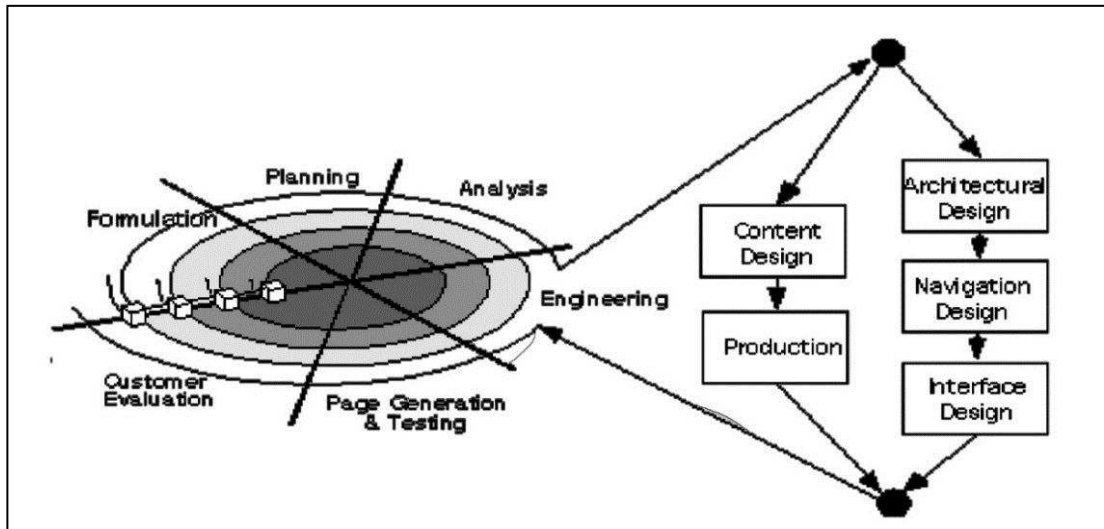 Planning
Analysis
Formulation
Engineering
Customer
Evaluation
Page Generation
& Testing
Content
Design
Production
Architectural
Design
Navigation
Design
Interface
Design